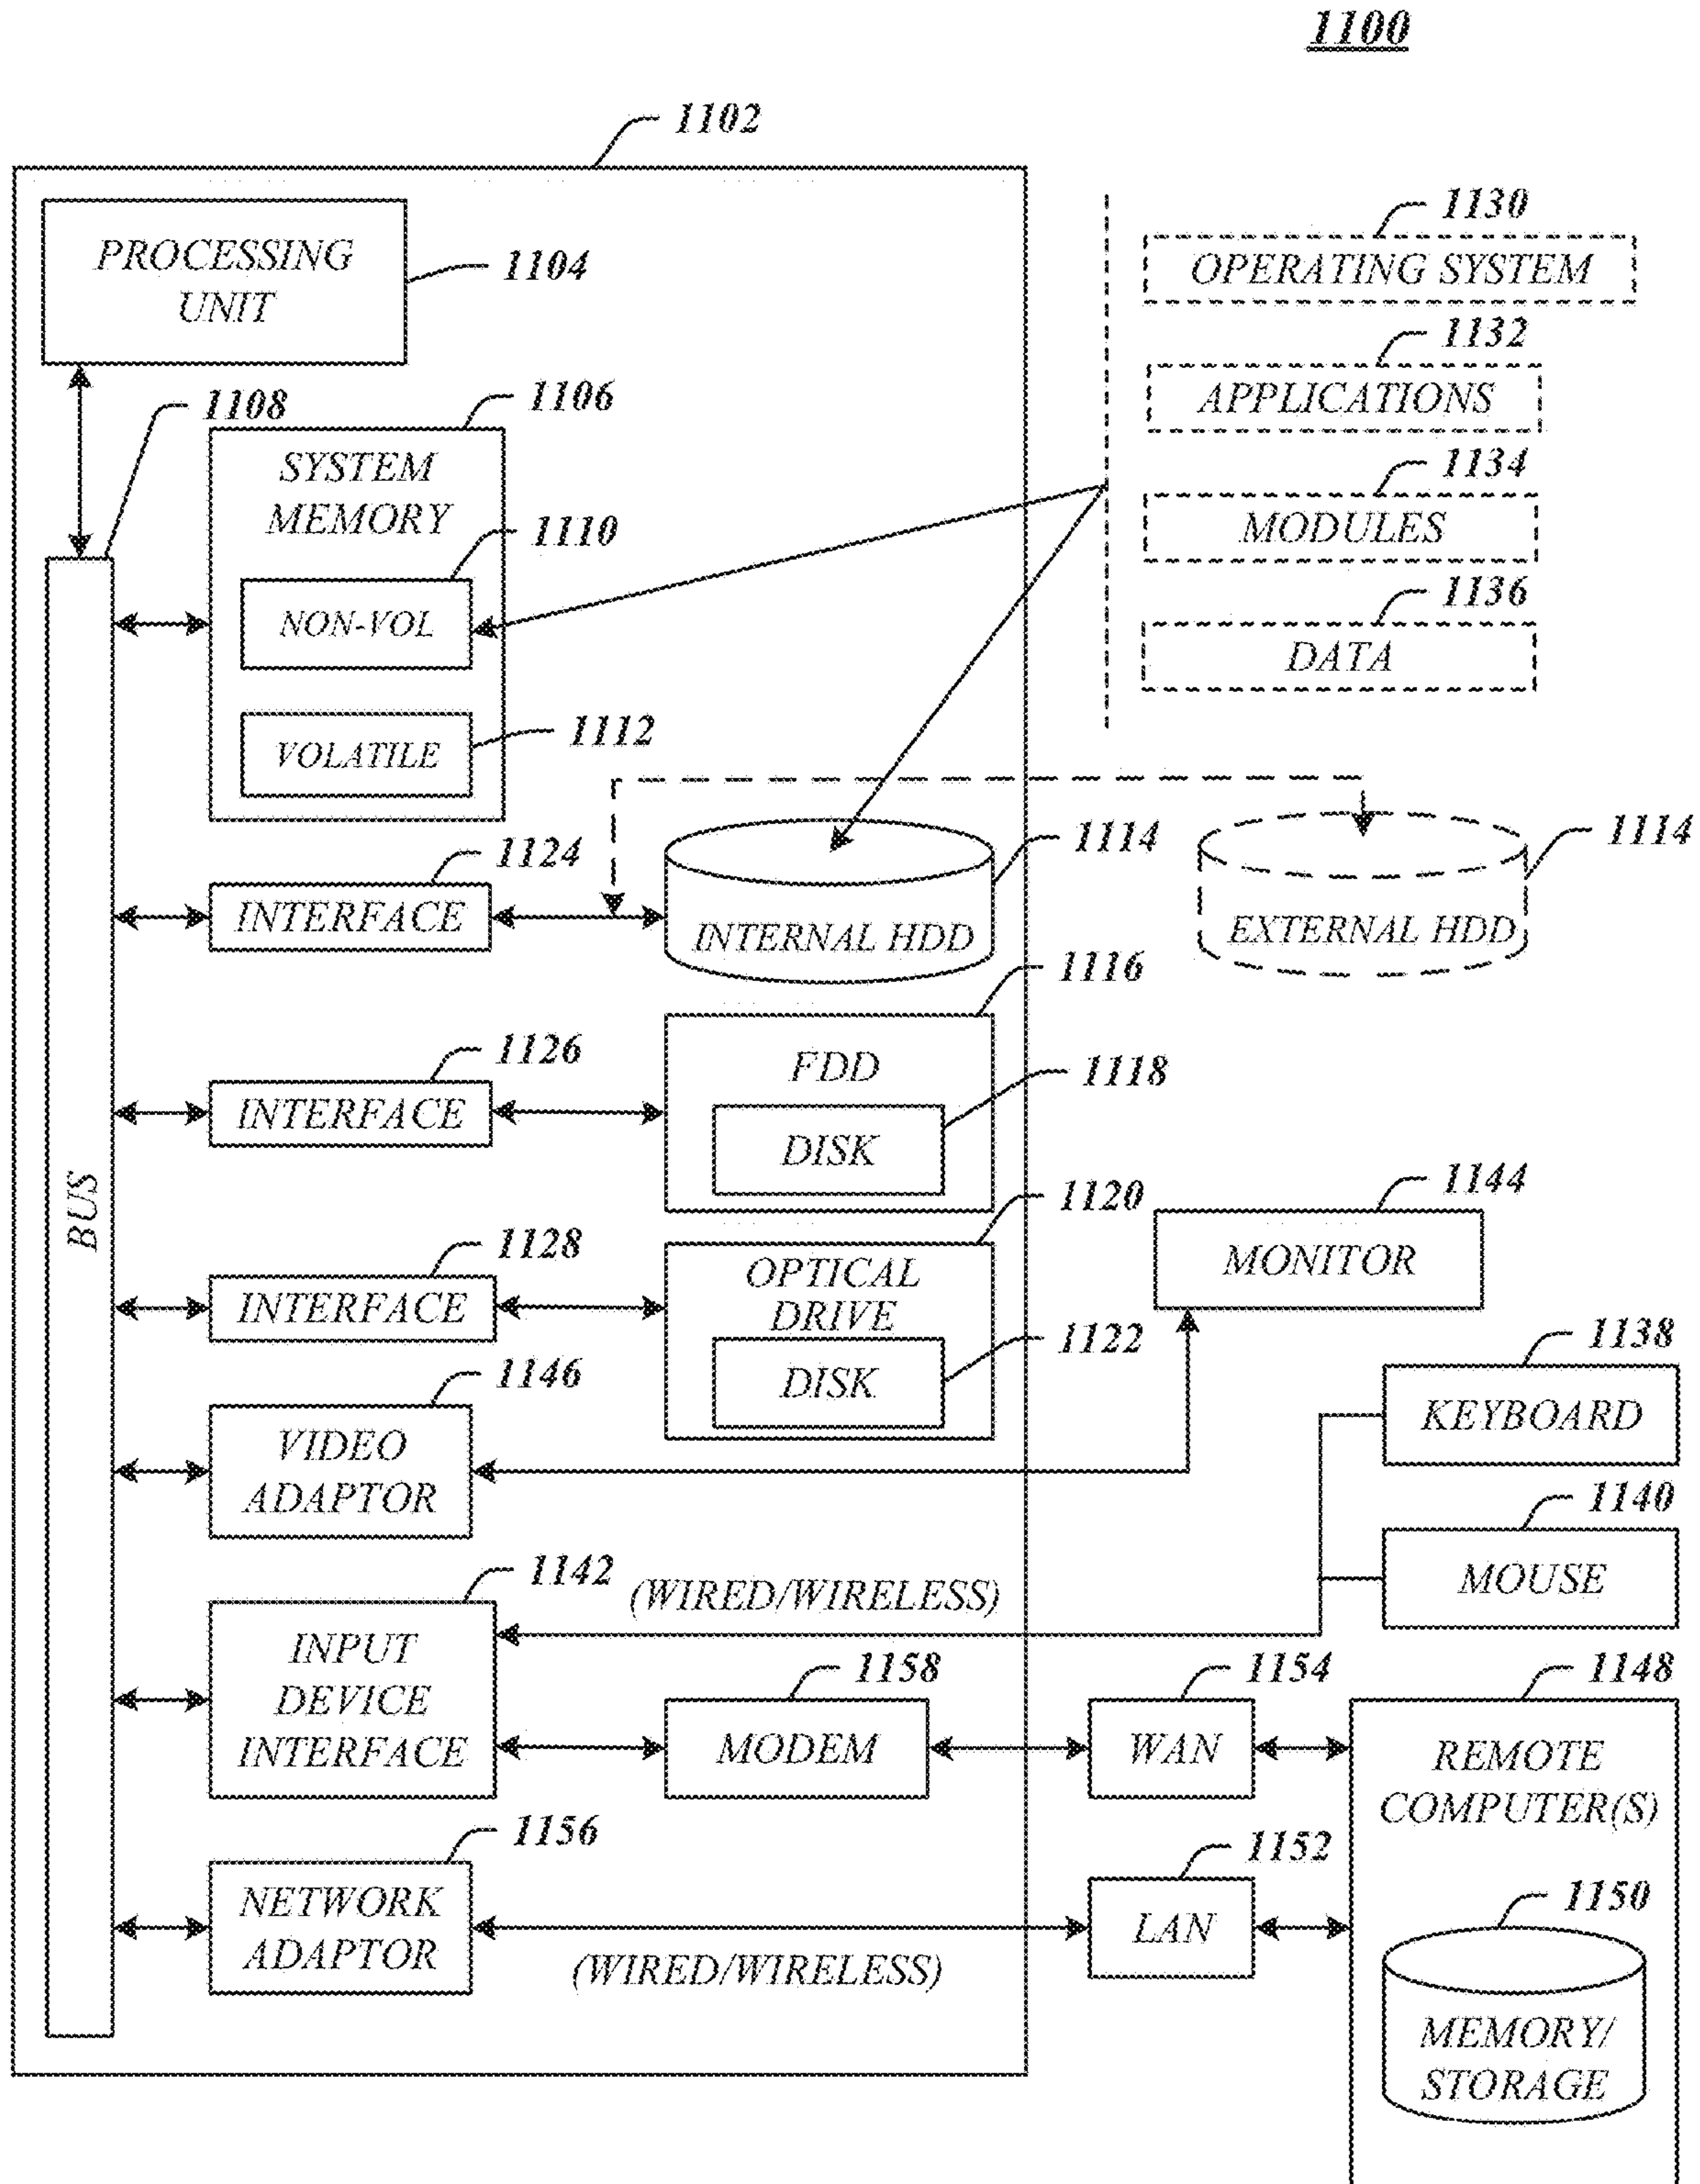 1100
1102
PROCESSING
UNIT
1104
1130
OPERATING SYSTEM
1132
APPLICATIONS
1134
MODULES
1136
DATA
1108
1106
SYSTEM
MEMORY
1110
NON-VOL
1112
VOLATILE
BUS
1124
INTERFACE
1114
INTERNAL HDD
1114
EXTERNAL HDD
1116
FDD
1126
INTERFACE
1118
DISK
1120
OPTICAL
DRIVE
1128
INTERFACE
1122
DISK
1144
MONITOR
1146
VIDEO
ADAPTOR
1138
KEYBOARD
1140
MOUSE
1142
(WIRED/WIRELESS)
INPUT
DEVICE
INTERFACE
1158
MODEM
1154
WAN
1148
REMOTE
COMPUTER(S)
1156
NETWORK
ADAPTOR
(WIRED/WIRELESS)
1152
LAN
1150
MEMORY/
STORAGE